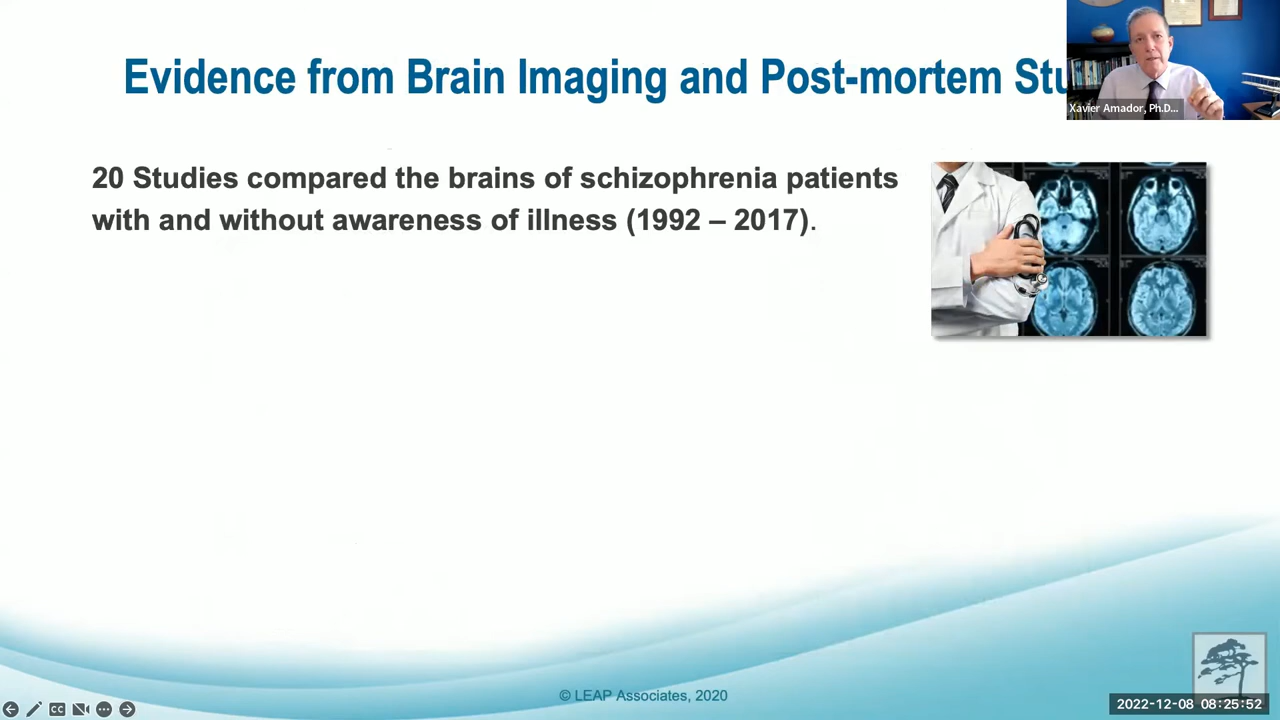 Evidence from Brain Imaging and Post-mortem
Xavier Amador, Ph.D...
20 Studies compared the brains of schizophrenia patients
with and without awareness of illness (1992 – 2017).
© LEAP Associates, 2020
CC
2022-12-08 08:25:52